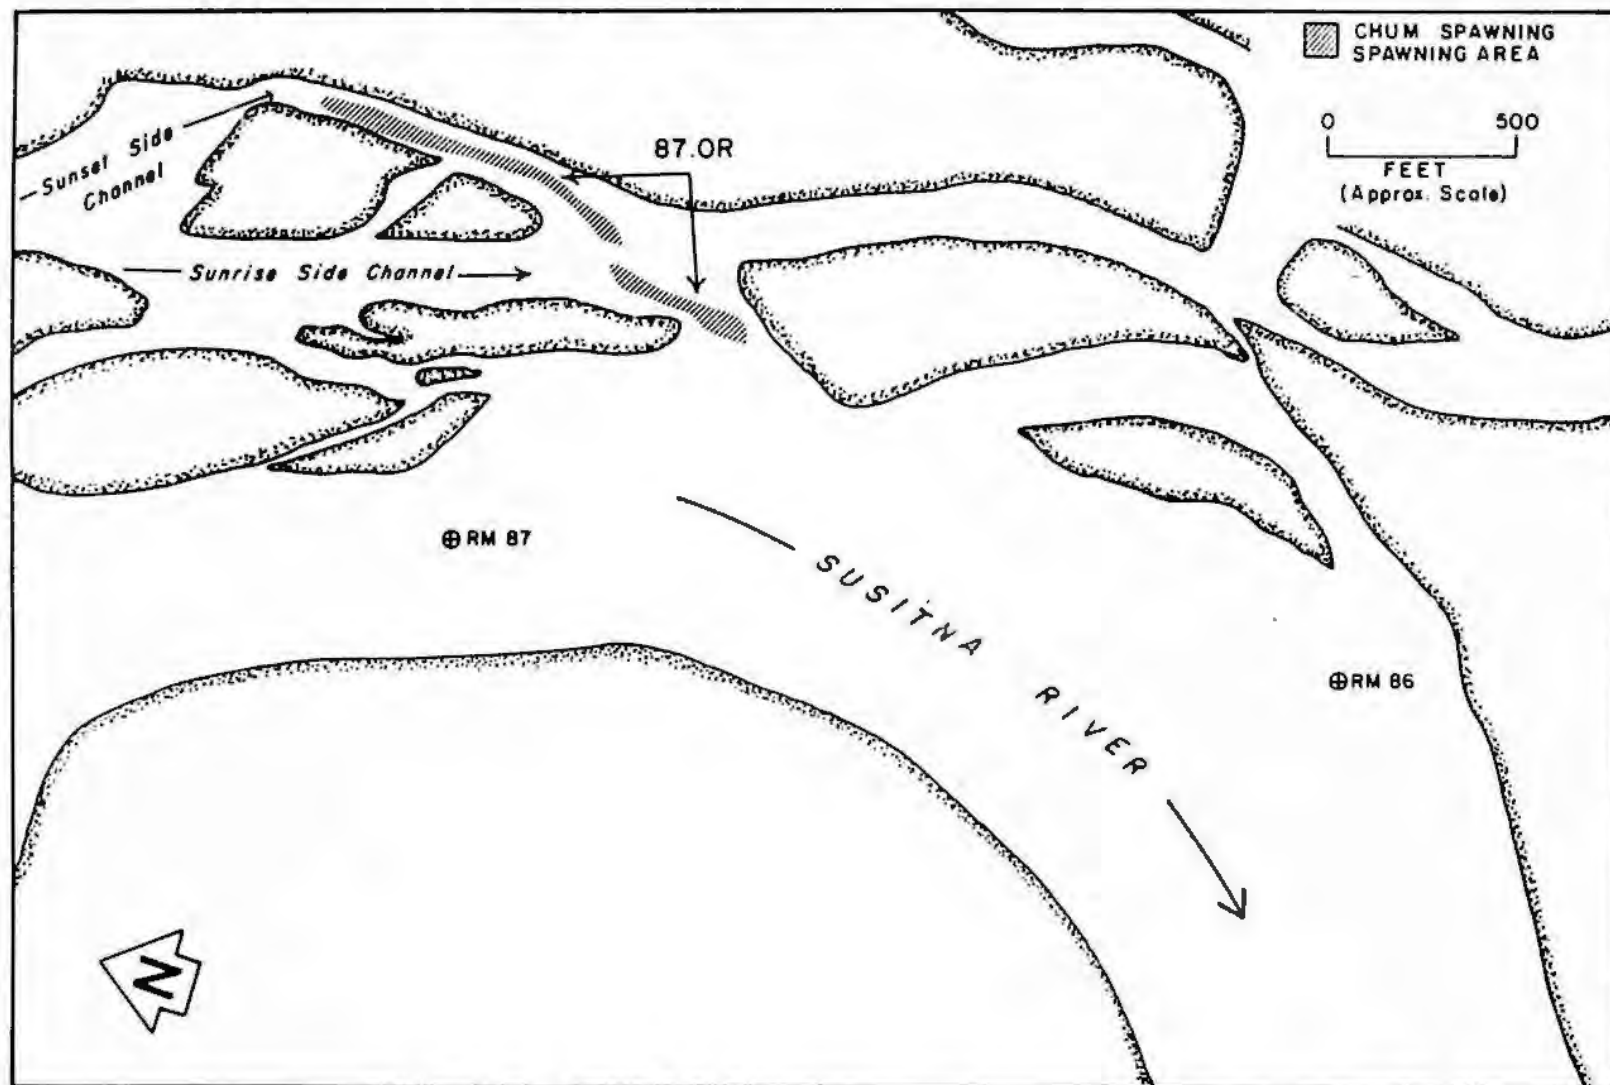 CHUM SPAWNING
SPAWNING AREA
0 500
FEET
(Approx. Scale)
87.0R
Sunset Side
Channel
Sunrise Side Channel
RM 87
SUSITNA RIVER
RM 86
N